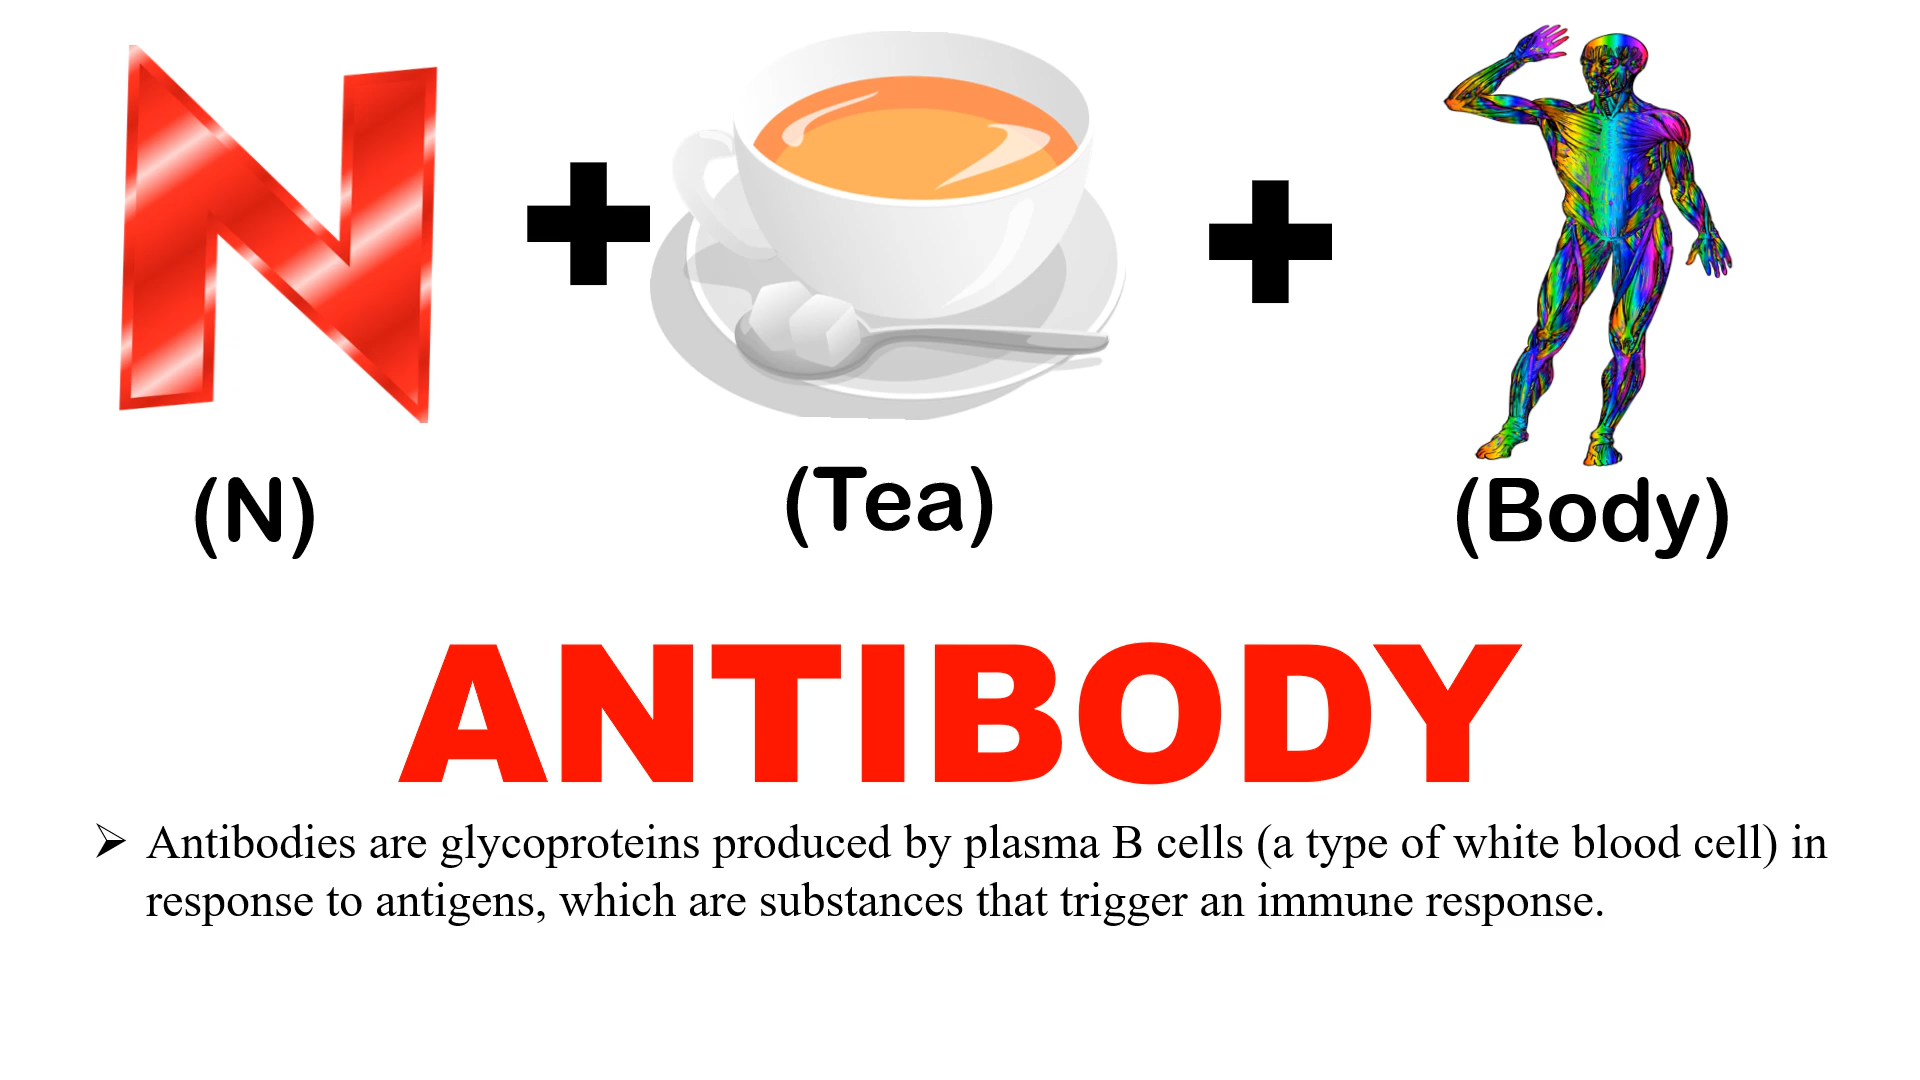 N + +
(N) (Tea) (Body)
ANTIBODY
➢ Antibodies are glycoproteins produced by plasma B cells (a type of white blood cell) in
response to antigens, which are substances that trigger an immune response.